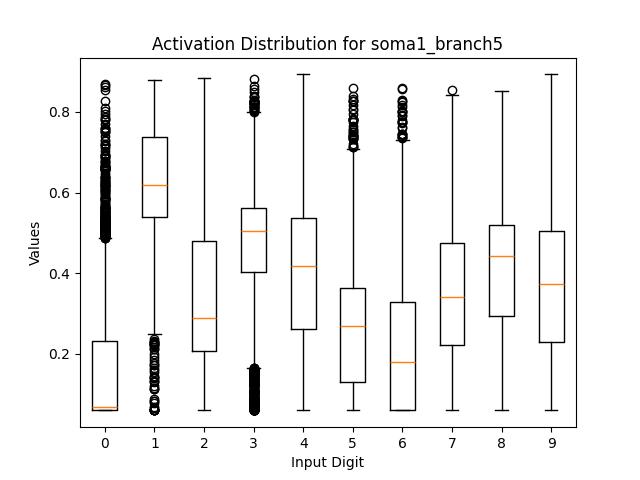 Activation Distribution for soma1_branch5
Values
0.8
0.6
0.4
0.2
0 1 2 3 4 5 6 7 8 9
Input Digit